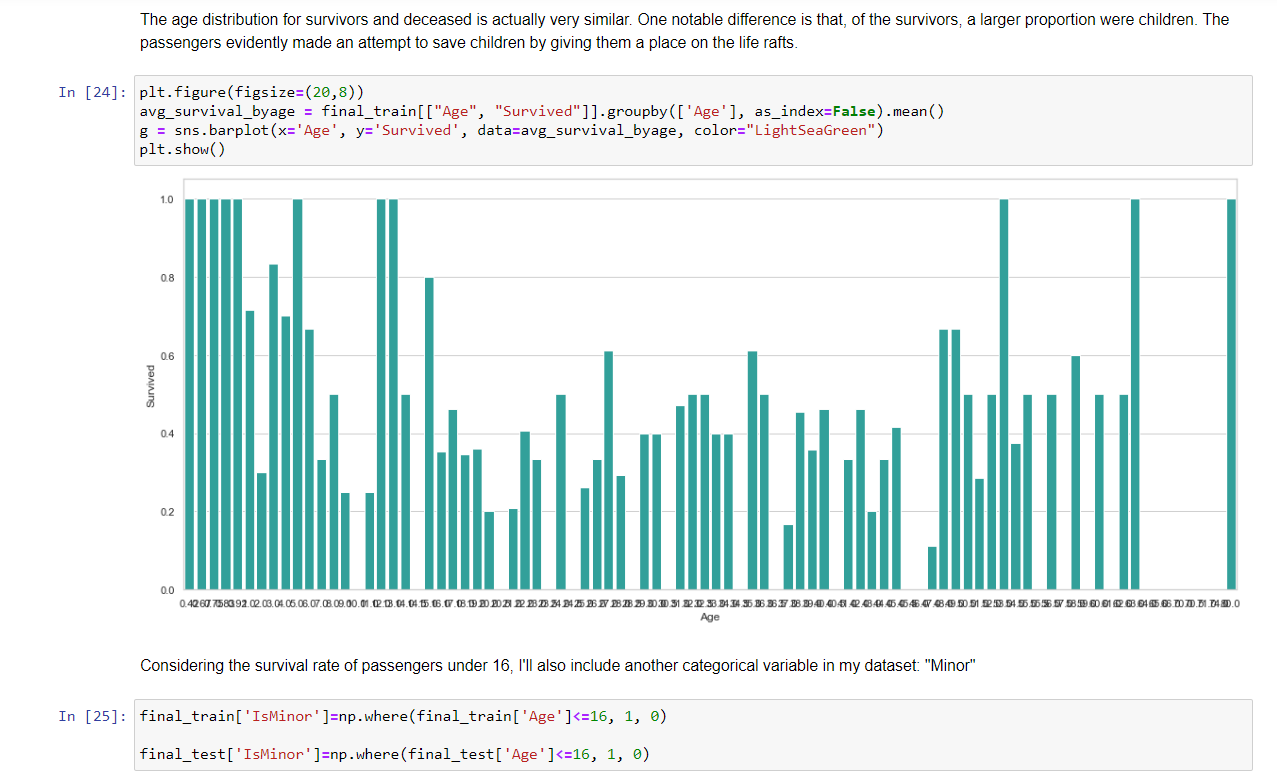 The age distribution for survivors and deceased is actually very similar. One notable difference is that, of the survivors, a larger proportion were children. The
passengers evidently made an attempt to save children by giving them a place on the life rafts.
In [24]:
plt.figure(figsize=(20,8))
avg_survival_byage = final_train[["Age", "Survived"]].groupby(['Age'], as_index=False).mean()
g = sns.barplot(x='Age', y='Survived', data=avg_survival_byage, color="LightSeaGreen")
plt.show()
1.0
0.8
0.6
0.4
0.2
0.0
Survived
Age
Considering the survival rate of passengers under 16, I'll also include another categorical variable in my dataset: "Minor"
In [25]:
final_train['IsMinor']=np.where(final_train['Age']<=16, 1, 0)
final_test['IsMinor']=np.where(final_test['Age']<=16, 1, 0)